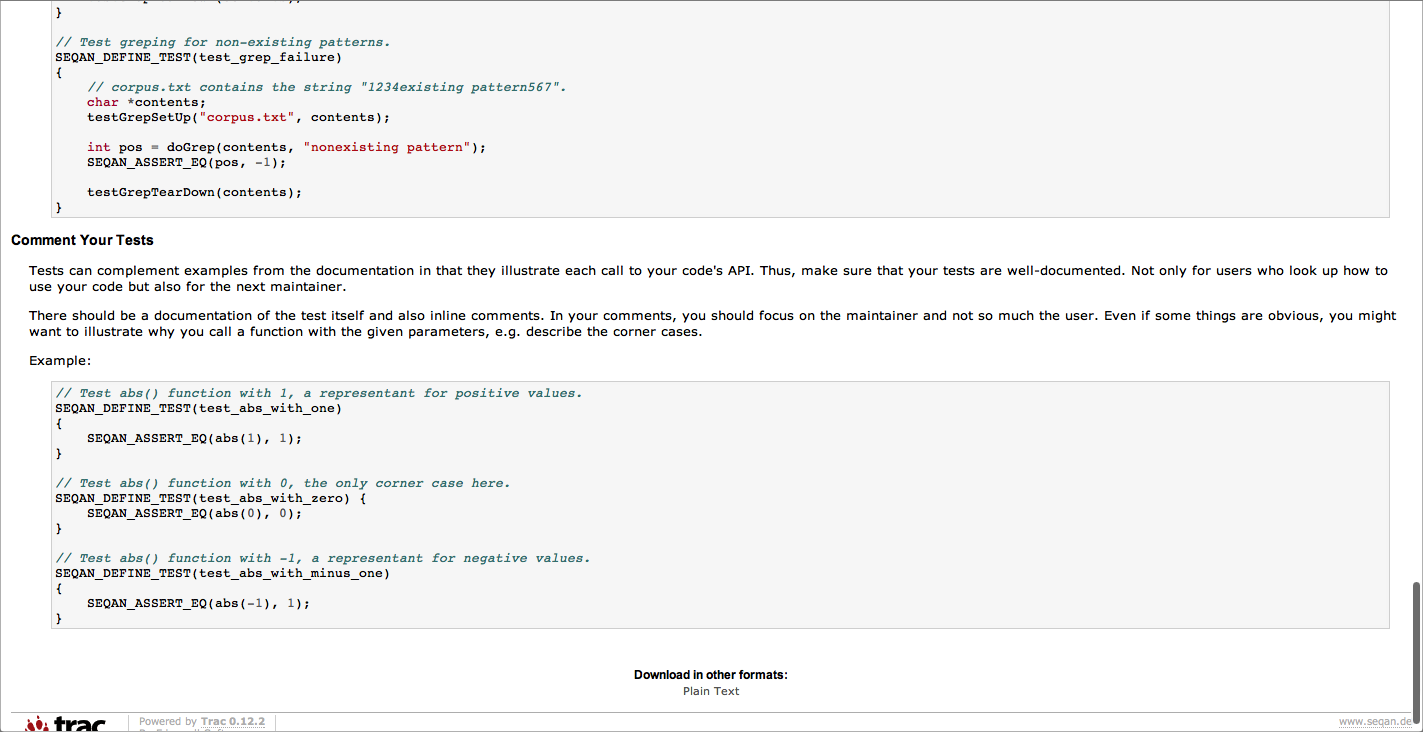 }
// Test greping for non-existing patterns.
SEQAN_DEFINE_TEST(test_grep_failure)
{
    // corpus.txt contains the string "1234existing pattern567".
    char *contents;
    testGrepSetUp("corpus.txt", contents);
    int pos = doGrep(contents, "nonexisting pattern");
    SEQAN_ASSERT_EQ(pos, -1);
    testGrepTearDown(contents);
}
Comment Your Tests
Tests can complement examples from the documentation in that they illustrate each call to your code's API. Thus, make sure that your tests are well-documented. Not only for users who look up how to
use your code but also for the next maintainer.
There should be a documentation of the test itself and also inline comments. In your comments, you should focus on the maintainer and not so much the user. Even if some things are obvious, you might
want to illustrate why you call a function with the given parameters, e.g. describe the corner cases.
Example:
// Test abs() function with 1, a representant for positive values.
SEQAN_DEFINE_TEST(test_abs_with_one)
{
    SEQAN_ASSERT_EQ(abs(1), 1);
}
// Test abs() function with 0, the only corner case here.
SEQAN_DEFINE_TEST(test_abs_with_zero) {
    SEQAN_ASSERT_EQ(abs(0), 0);
}
// Test abs() function with -1, a representant for negative values.
SEQAN_DEFINE_TEST(test_abs_with_minus_one)
{
    SEQAN_ASSERT_EQ(abs(-1), 1);
}
Download in other formats:
Plain Text
trac
Powered by Trac 0.12.2
www.seqan.de